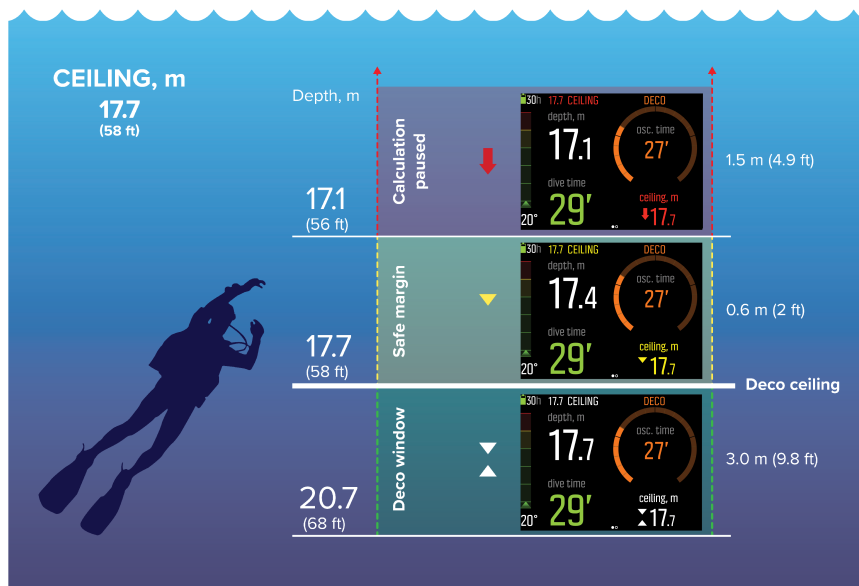 CEILING, m
17.7
(58 ft)
Depth, m
17.1
(56 ft)
Calculation
paused
30h 17.7 CEILING DECO
depth, m
17.1
asc. time
27′
dive time
29′
ceiling, m
17.7
20°
1.5 m (4.9 ft)
Safe margin
30h 17.7 CEILING DECO
depth, m
17.4
asc. time
27′
dive time
29′
ceiling, m
17.7
20°
0.6 m (2 ft)
17.7
(58 ft)
Deco ceiling
Deco window
30h 17.7 CEILING DECO
depth, m
17.7
asc. time
27′
dive time
29′
ceiling, m
17.7
20°
3.0 m (9.8 ft)
20.7
(68 ft)